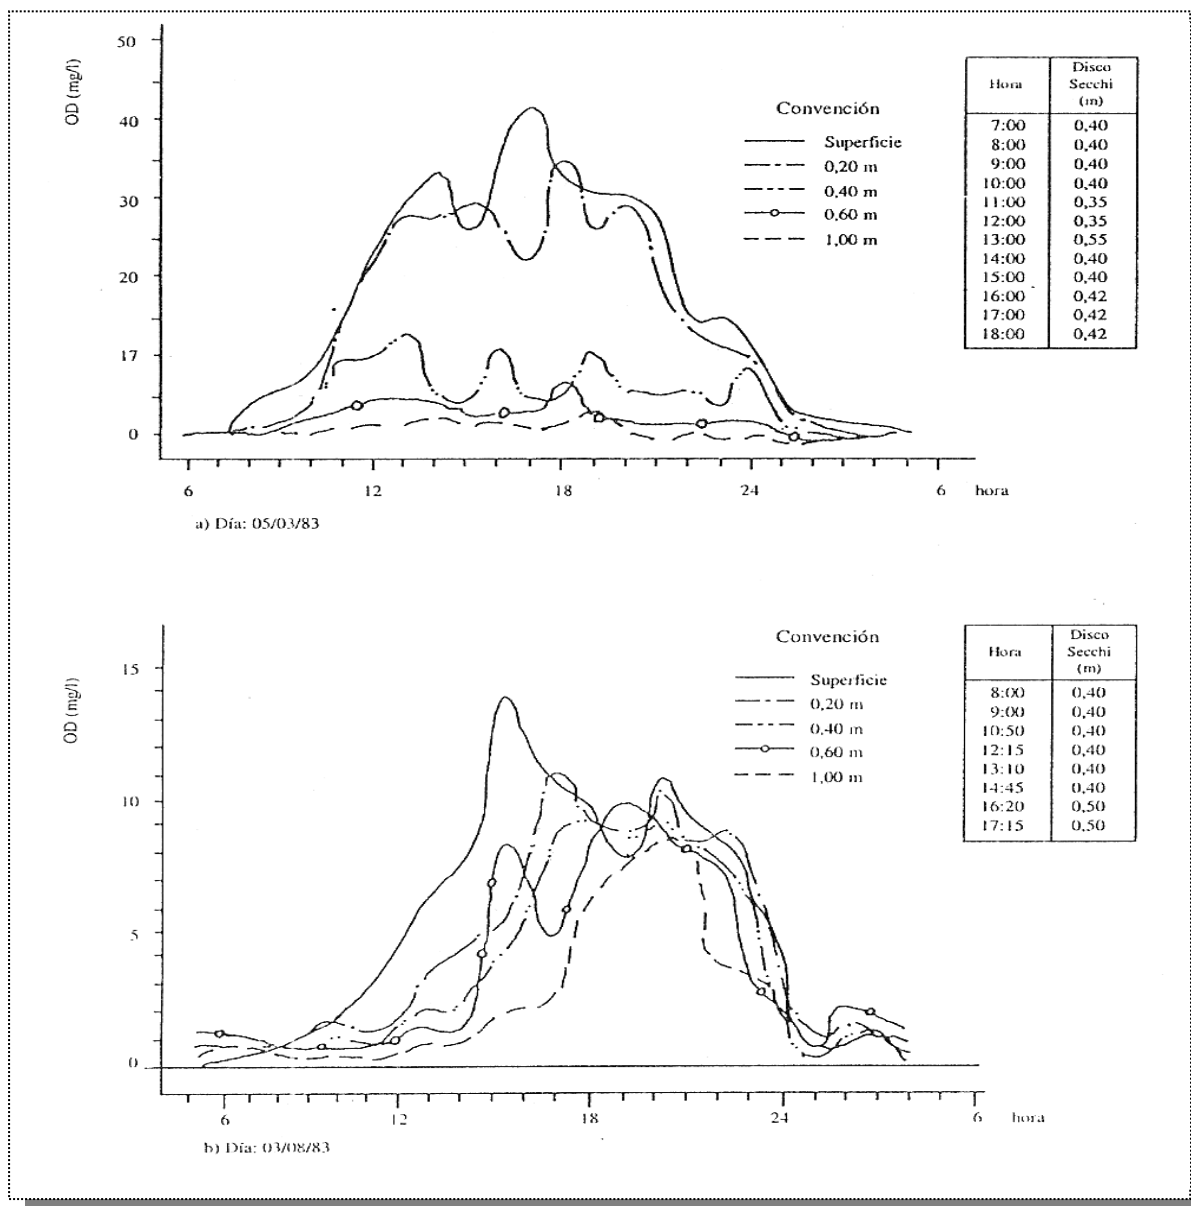 OD (mg/l)
50
40
30
20
17
0
6 12 18 24 6 hora
Convención
Superficie
0,20 m
0,40 m
0,60 m
1,00 m
Hora Disco Secchi (m)
7:00 0,40
8:00 0,40
9:00 0,40
10:00 0,40
11:00 0,35
12:00 0,35
13:00 0,55
14:00 0,40
15:00 0,40
16:00 0,42
17:00 0,42
18:00 0,42
a) Día: 05/03/83
OD (mg/l)
15
10
5
0
6 12 18 24 6 hora
Convención
Superficie
0,20 m
0,40 m
0,60 m
1,00 m
Hora Disco Secchi (m)
8:00 0,40
9:00 0,40
10:50 0,40
12:15 0,40
13:10 0,40
14:45 0,40
16:20 0,50
17:15 0,50
b) Día: 03/08/83